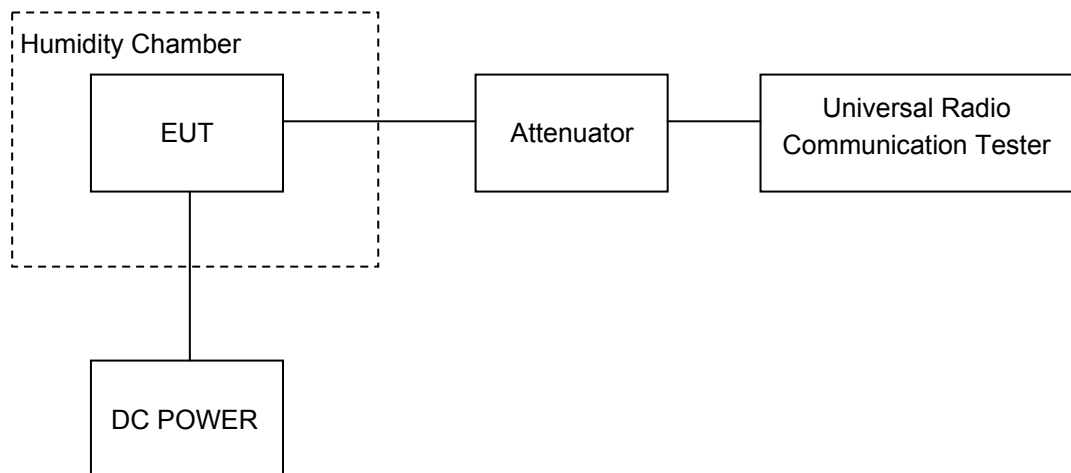 Humidity Chamber
EUT
Attenuator
Universal Radio
Communication Tester
DC POWER